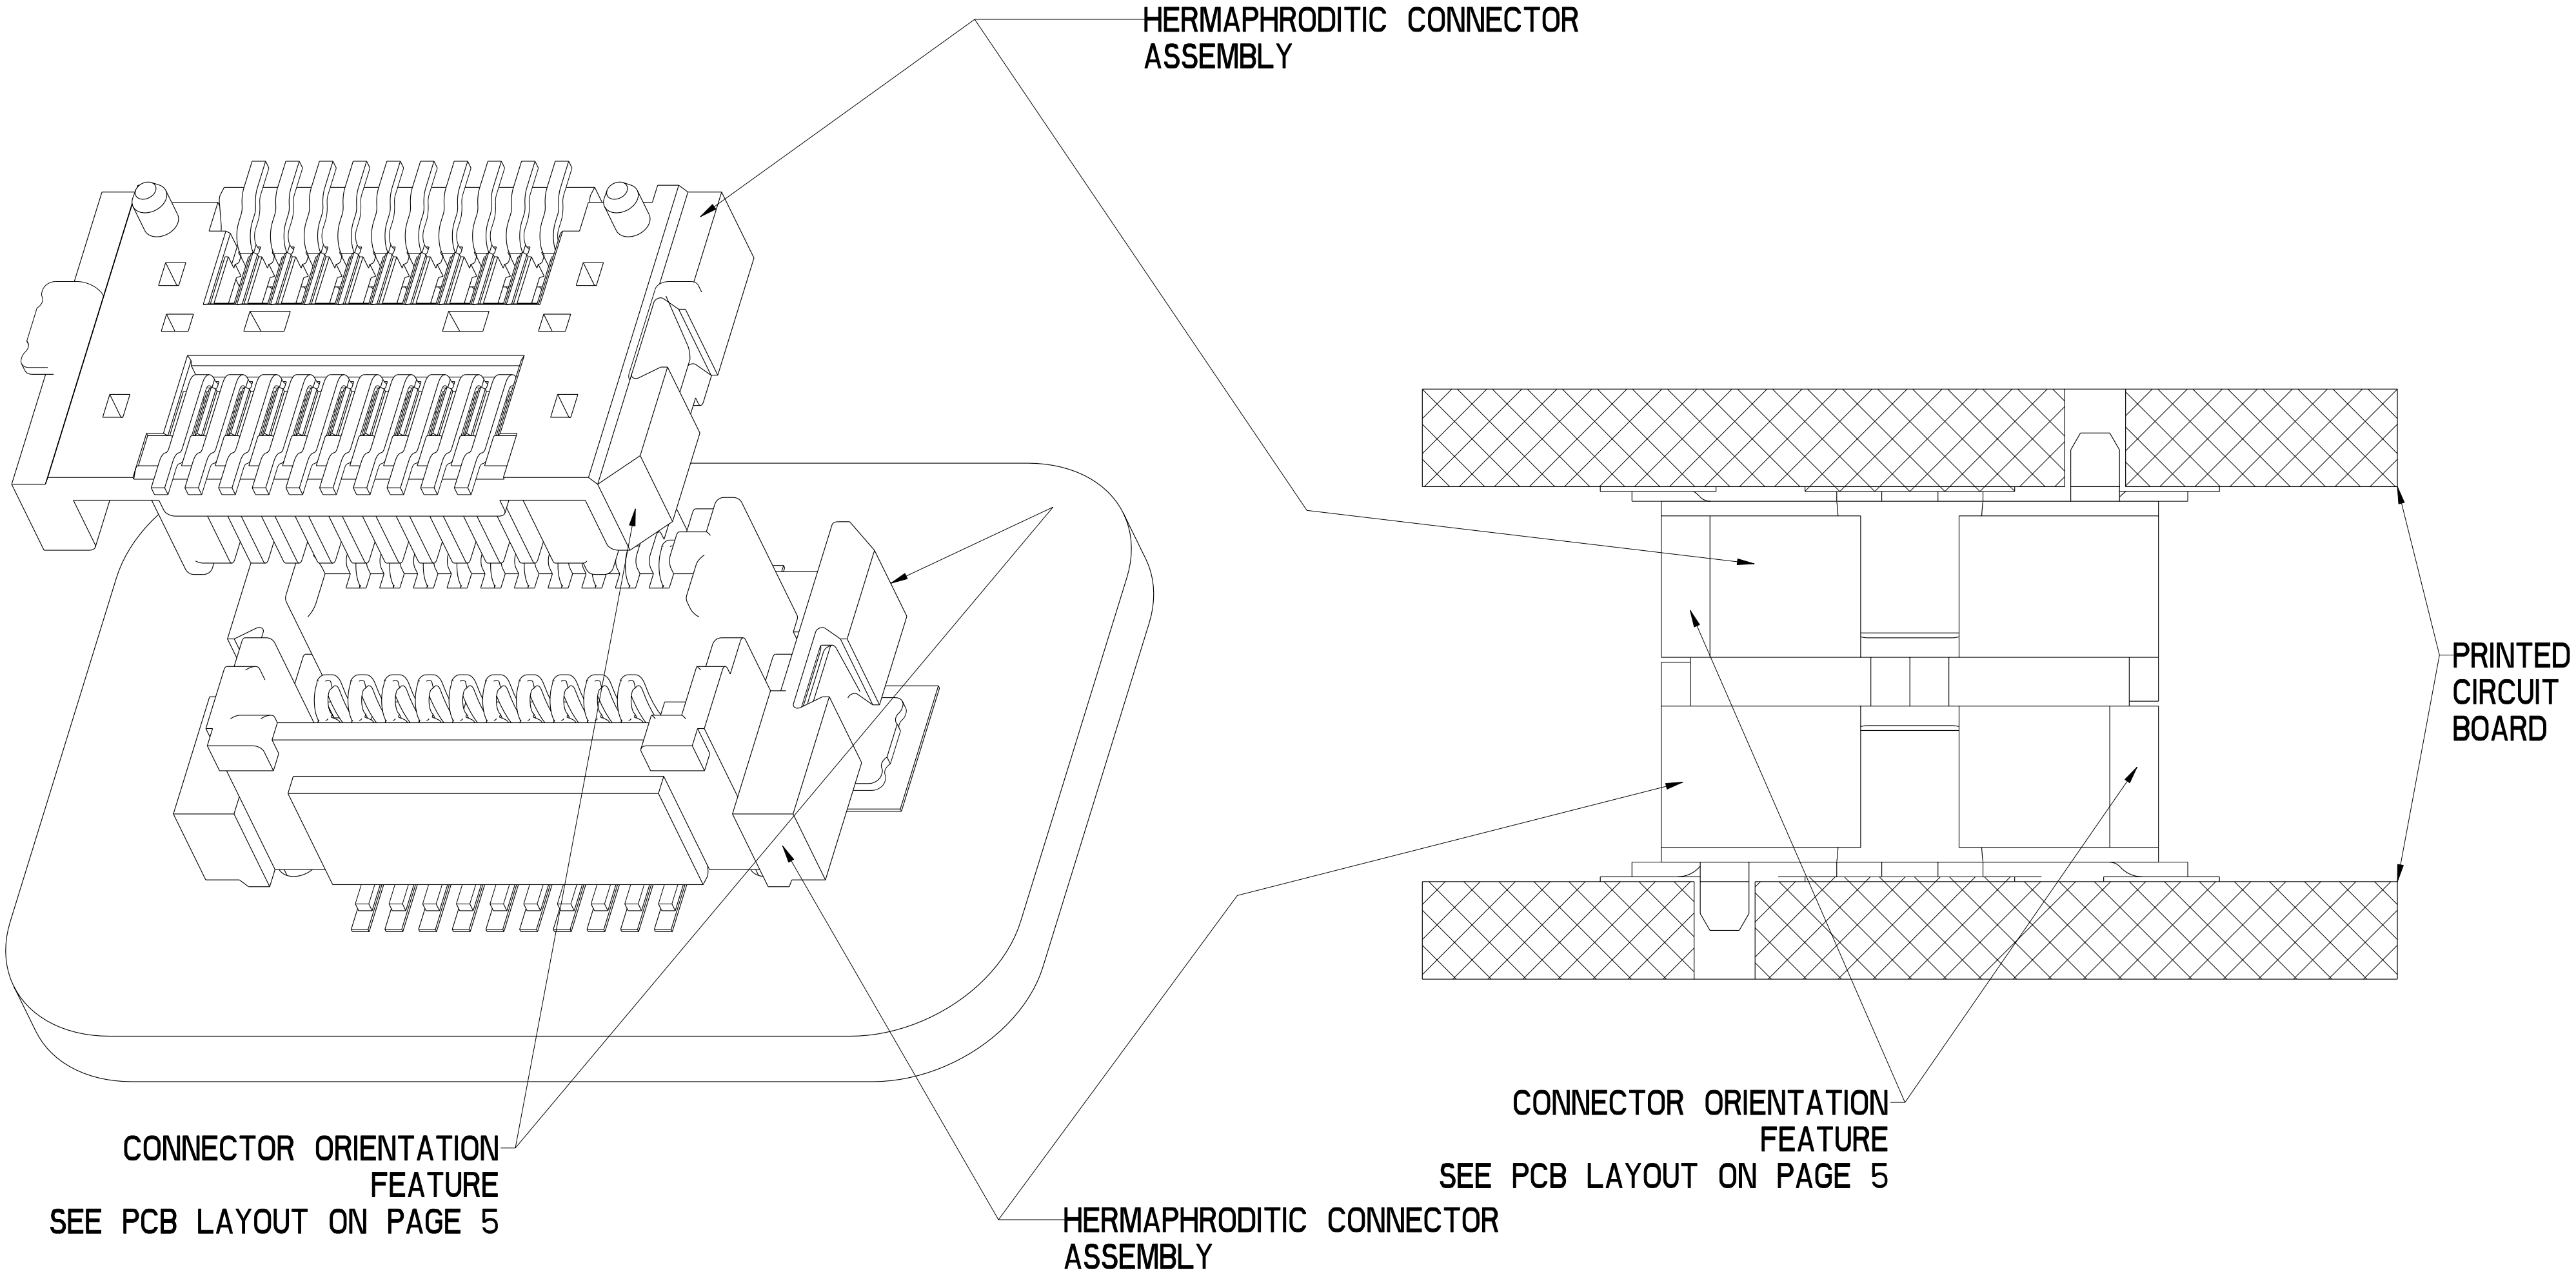 HERMAPHRODITIC CONNECTOR
ASSEMBLY
PRINTED
CIRCUIT
BOARD
CONNECTOR ORIENTATION
FEATURE
SEE PCB LAYOUT ON PAGE 5
CONNECTOR ORIENTATION
FEATURE
SEE PCB LAYOUT ON PAGE 5
HERMAPHRODITIC CONNECTOR
ASSEMBLY